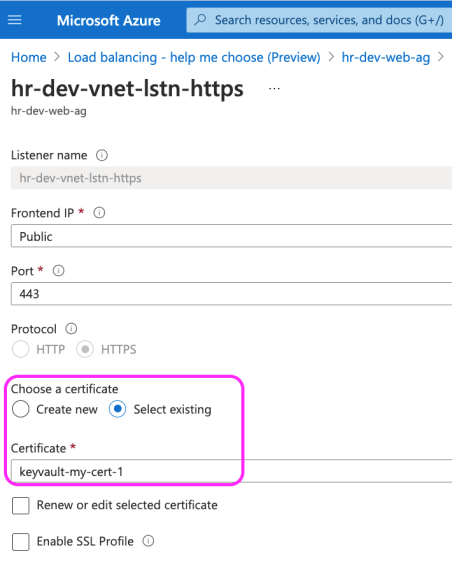 Microsoft Azure
Search resources, services, and docs (G+/)
Home > Load balancing - help me choose (Preview) > hr-dev-web-ag >
hr-dev-vnet-lstn-https ...
hr-dev-web-ag
Listener name
hr-dev-vnet-lstn-https
Frontend IP *
Public
Port *
443
Protocol
HTTP HTTPS
Choose a certificate
Create new Select existing
Certificate *
keyvault-my-cert-1
Renew or edit selected certificate
Enable SSL Profile